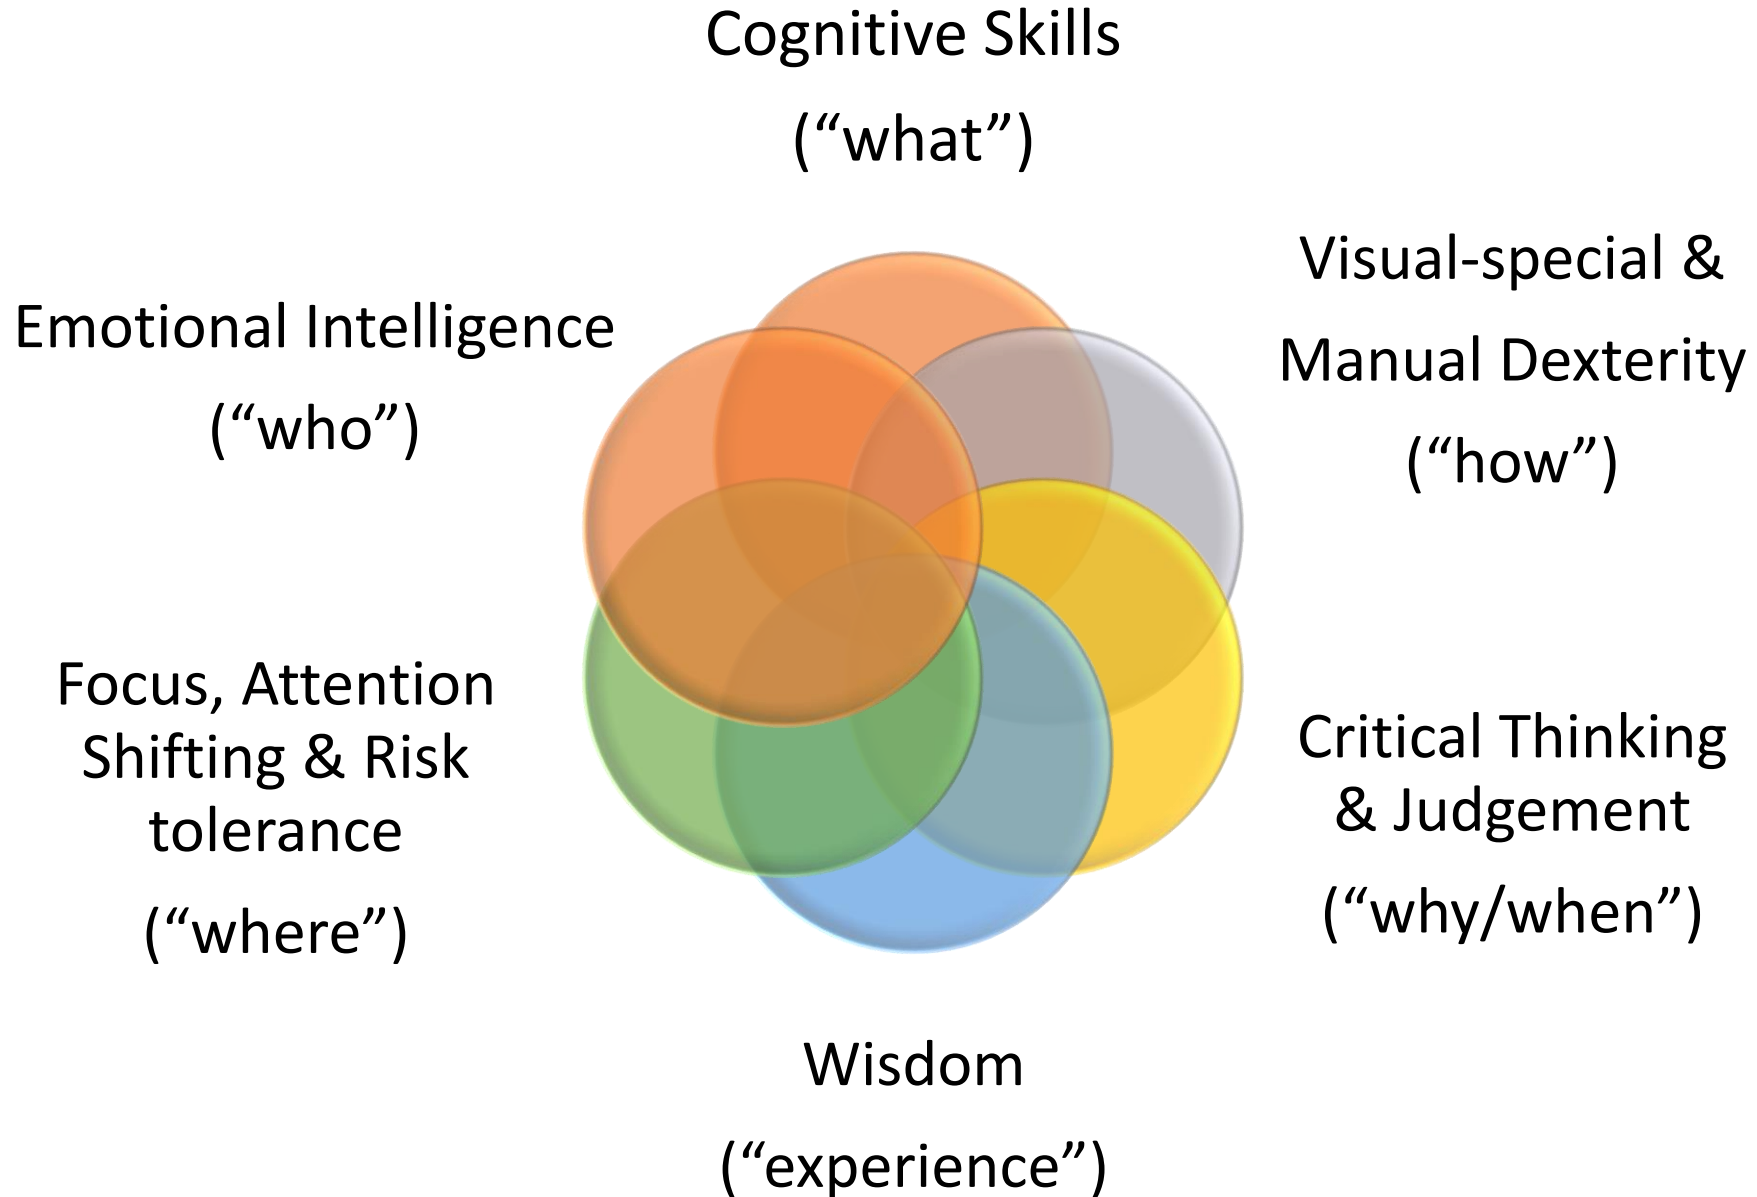 Cognitive Skills
(“what”)
Visual-special &
Manual Dexterity
(“how”)
Critical Thinking
& Judgement
(“why/when”)
Wisdom
(“experience”)
Focus, Attention
Shifting & Risk
tolerance
(“where”)
Emotional Intelligence
(“who”)